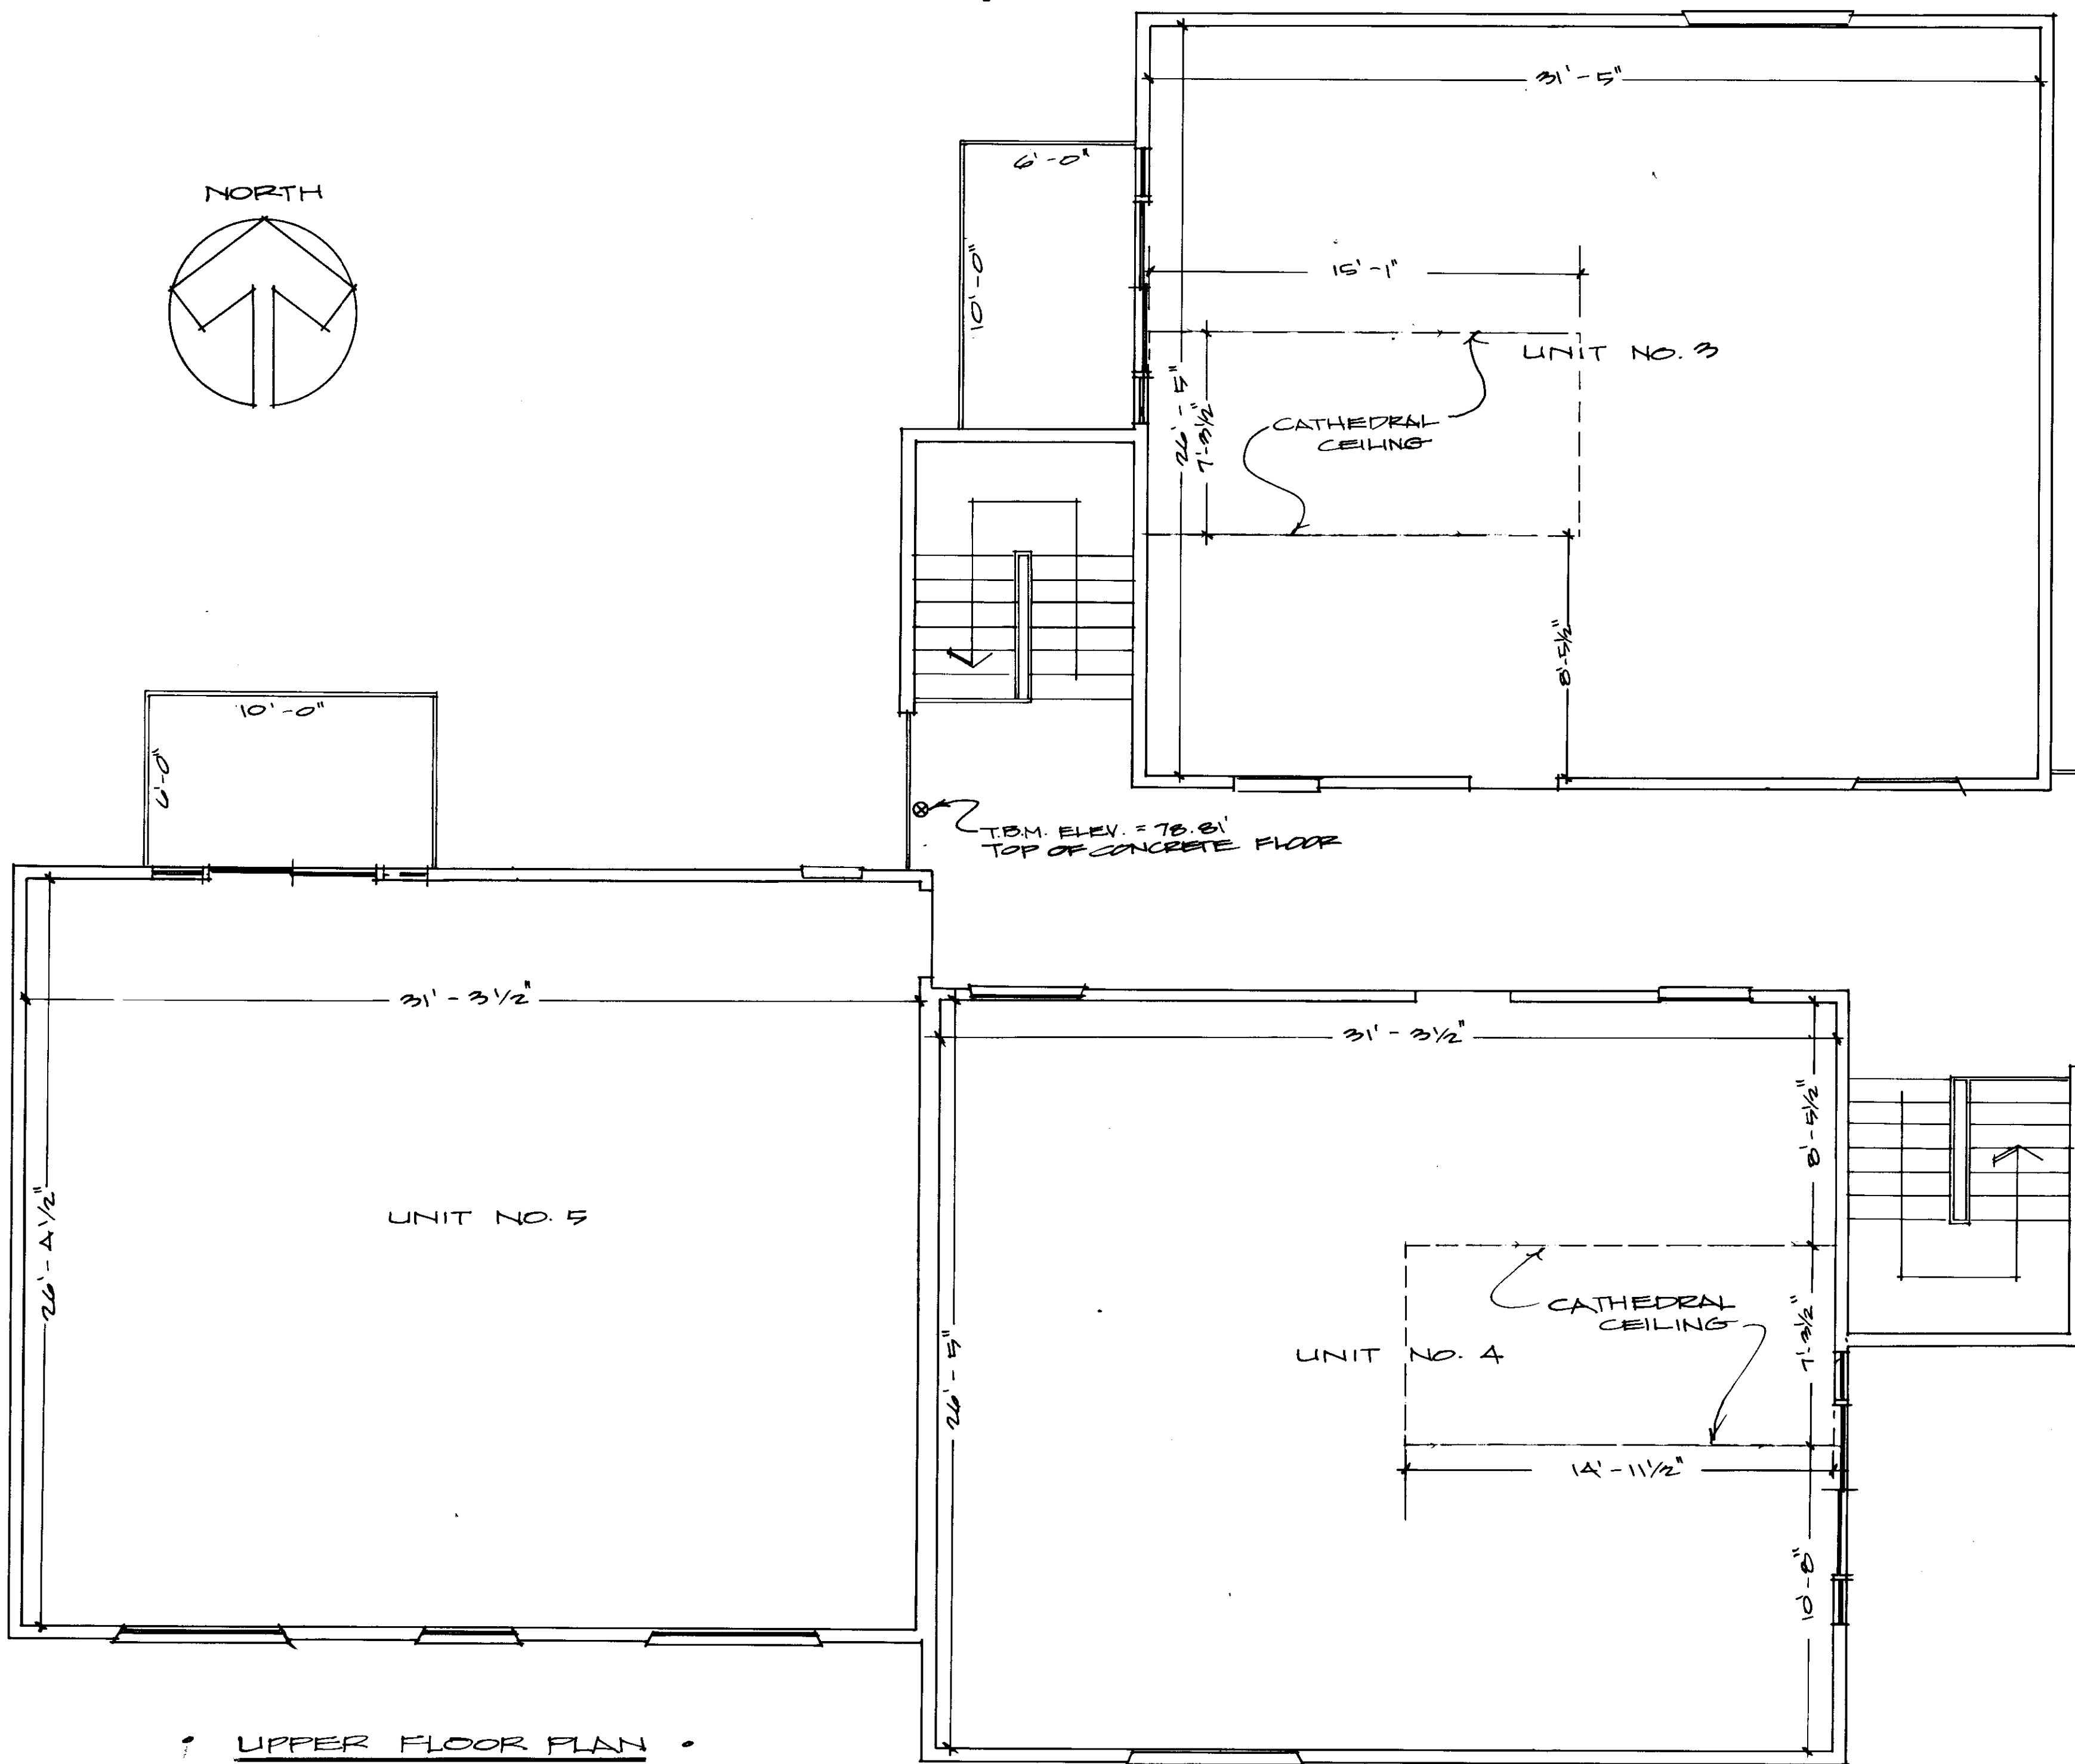 31'-5"
6'-0"
NORTH
10'-0"
15'-1"
UNIT NO. 3
26'-5"
7'-3½"
CATHEDRAL
CEILING
8'-5½"
10'-0"
6'-0"
T.B.M. ELEV. = 78.81'
TOP OF CONCRETE FLOOR
31'-3½"
31'-3½"
8'-5½"
26'-4½"
UNIT NO. 5
CATHEDRAL
CEILING
7'-3½"
26'-5"
UNIT NO. 4
14'-11½"
10'-8"
UPPER FLOOR PLAN